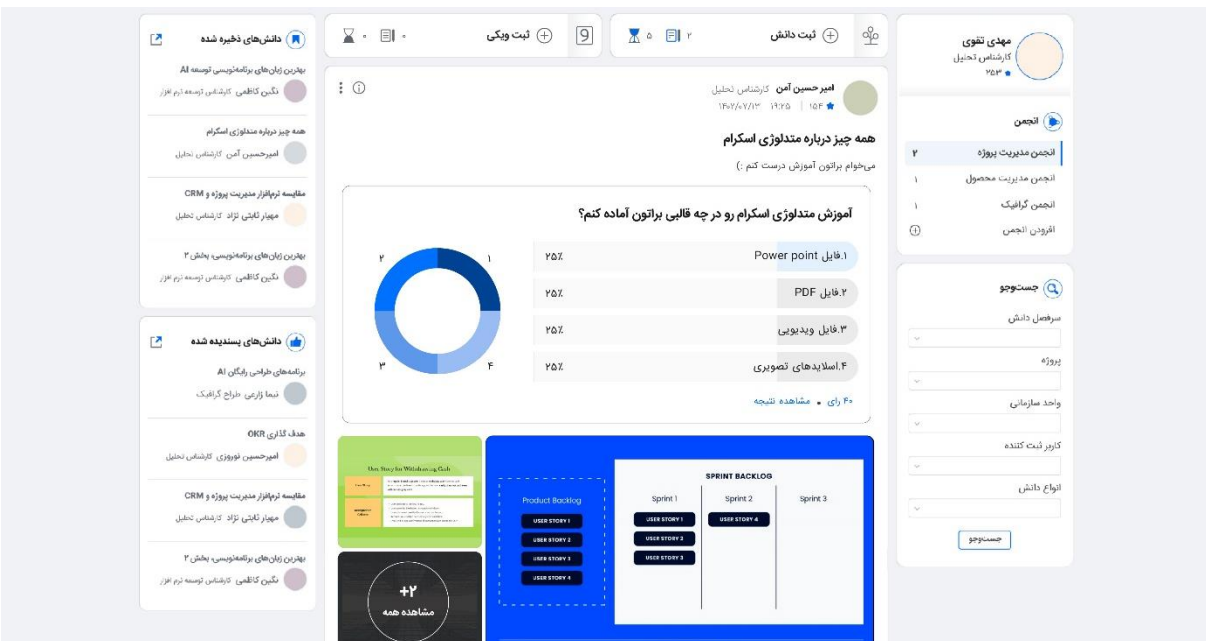 مهدی تقوی
کارشناس تحلیل
۲۵۳
انجمن
انجمن مدیریت پروژه ۲
انجمن مدیریت محصول ۱
انجمن گرافیک ۱
افزودن انجمن
جست‌وجو
سرفصل دانش
پروژه
واحد سازمانی
کاربر ثبت کننده
انواع دانش
جست‌وجو
ثبت دانش ۲ ۵
ثبت ویکی ۰ ۰
امیر حسین آمن کارشناس تحلیل
۱۵۴ | ۱۹:۲۵ ۱۴۰۲/۰۷/۱۳
همه چیز درباره متدلوژی اسکرام
می‌خوام براتون آموزش درست کنم :)
آموزش متدلوژی اسکرام رو در چه قالبی براتون آماده کنم؟
۱.فایل Power point ۲۵٪
۲.فایل PDF ۲۵٪
۳.فایل ویدیویی ۲۵٪
۴.اسلایدهای تصویری ۲۵٪
۱
۲
۳
۴
۴۰ رای • مشاهده نتیجه
User Story for Withdrawing Cash
+۲
مشاهده همه
Product Backlog
USER STORY 1
USER STORY 2
USER STORY 3
USER STORY 4
SPRINT BACKLOG
Sprint 1 Sprint 2 Sprint 3
USER STORY 1 USER STORY 4
USER STORY 2
USER STORY 3
دانش‌های ذخیره شده
بهترین زبان‌های برنامه‌نویسی توسعه AI
نگین کاظمی کارشناس توسعه نرم افزار
همه چیز درباره متدلوژی اسکرام
امیرحسین آمن کارشناس تحلیل
مقایسه نرم‌افزار مدیریت پروژه و CRM
مهیار ثابتی نژاد کارشناس تحلیل
بهترین زبان‌های برنامه‌نویسی، بخش ۲
نگین کاظمی کارشناس توسعه نرم افزار
دانش‌های پسندیده شده
برنامه‌های طراحی رایگان AI
نیما زارعی طراح گرافیک
هدف گذاری OKR
امیرحسین نوروزی کارشناس تحلیل
مقایسه نرم‌افزار مدیریت پروژه و CRM
مهیار ثابتی نژاد کارشناس تحلیل
بهترین زبان‌های برنامه‌نویسی، بخش ۲
نگین کاظمی کارشناس توسعه نرم افزار